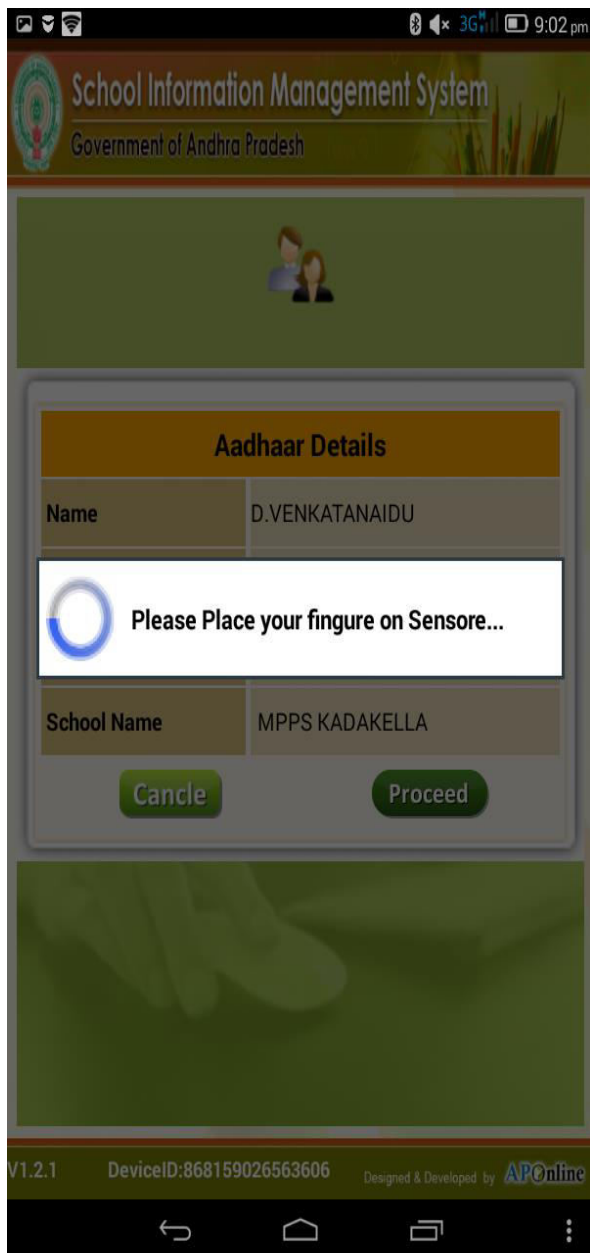 3G H 9:02 pm
School Information Management System
Government of Andhra Pradesh
Aadhaar Details
Name D.VENKATANAIDU
Please Place your fingure on Sensore...
School Name MPPS KADAKELLA
Cancle Proceed
V1.2.1 DeviceID:868159026563606 Designed & Developed by APOnline